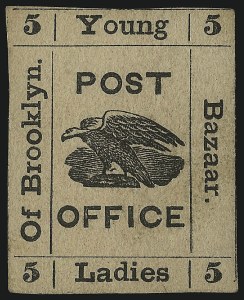 5 Young 5
POST
OFFICE
Of Brooklyn.
Bazaar.
5 Ladies 5